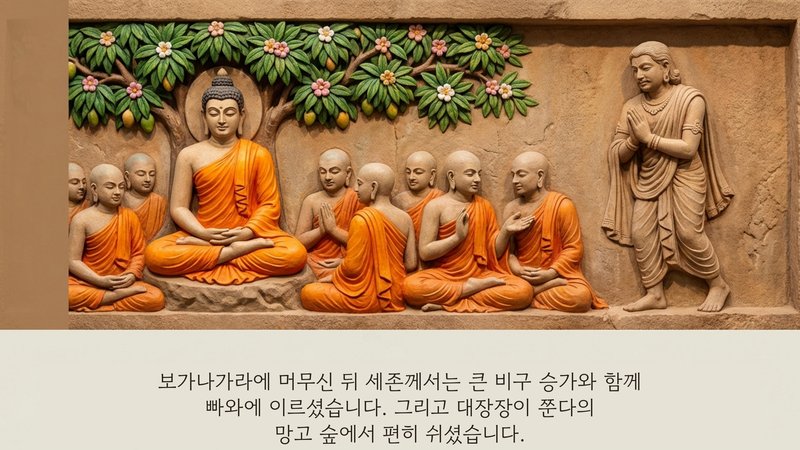 보가나가라에 머무신 뒤 세존께서는 큰 비구 승가와 함께
빠와에 이르셨습니다. 그리고 대장장이 쭌다의
망고 숲에서 편히 쉬셨습니다.